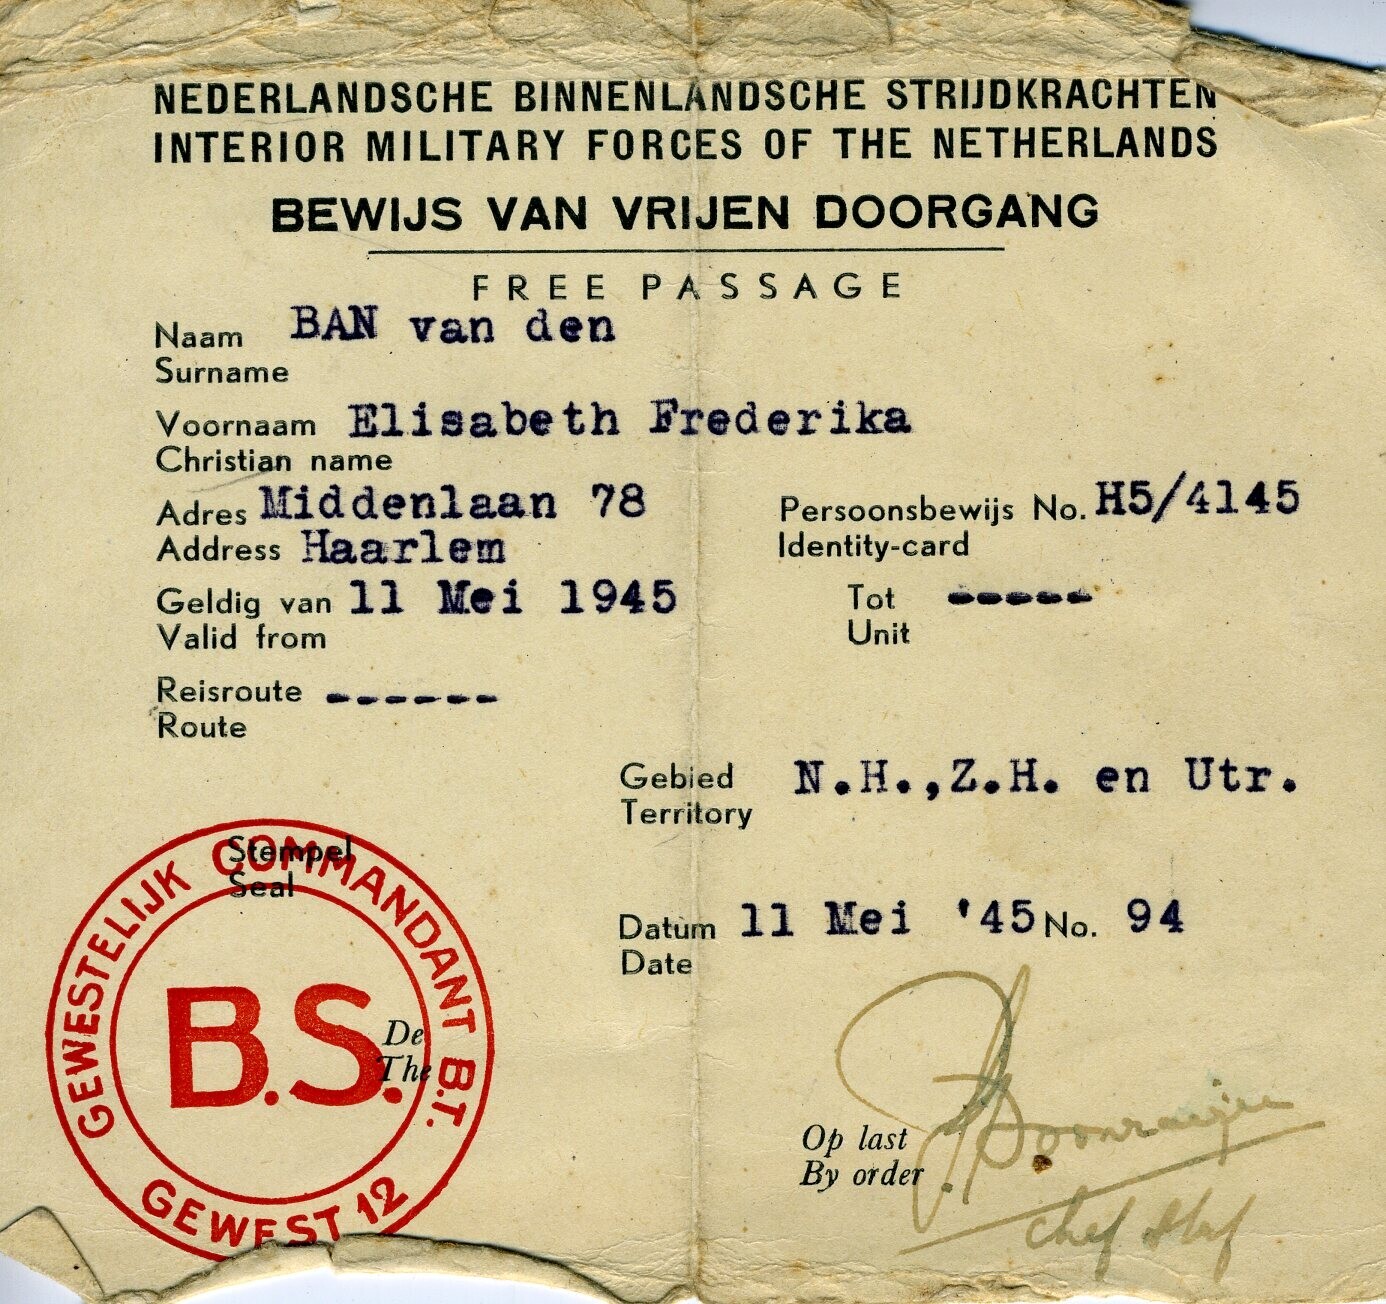 NEDERLANDSCHE BINNENLANDSCHE STRIJDKRACHTEN
INTERIOR MILITARY FORCES OF THE NETHERLANDS
BEWIJS VAN VRIJEN DOORGANG
FREE PASSAGE
Naam BAN van den
Surname
Voornaam Elisabeth Frederika
Christian name
Adres Middenlaan 78 Persoonsbewijs No. H5/4145
Address Haarlem Identity-card
Geldig van 11 Mei 1945 Tot -----
Valid from Unit
Reisroute ------
Route
Gebied N.H.,Z.H. en Utr.
Territory
Stempel
Seal
GEWESTELIJK COMMANDANT B.T.
B.S.
GEWEST 12
Datum 11 Mei '45 No. 94
Date
De
The
Op last
By order
chef staf